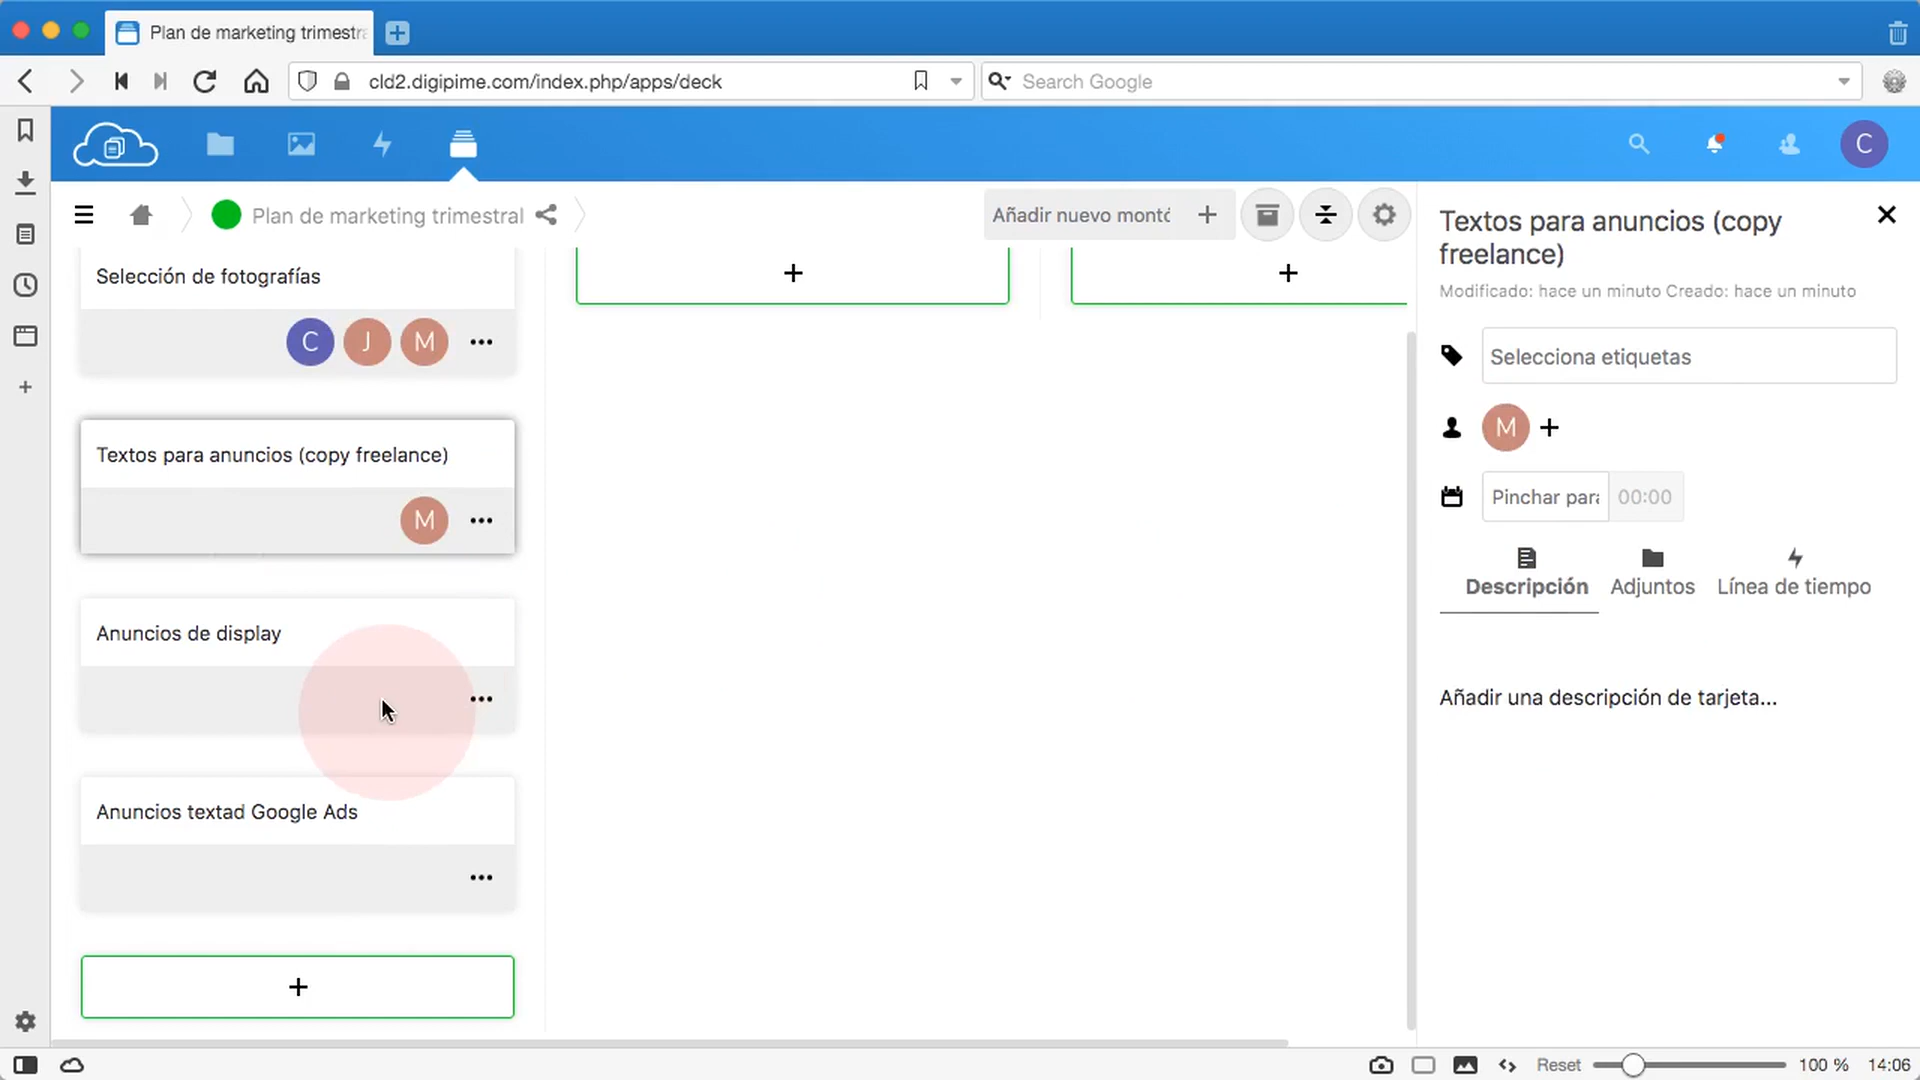 Plan de marketing trimestr
cld2.digipime.com/index.php/apps/deck
Search Google
C
Plan de marketing trimestral
Añadir nuevo montó
Selección de fotografías
C J M
Textos para anuncios (copy freelance)
M
Anuncios de display
Anuncios textad Google Ads
Textos para anuncios (copy
freelance)
Modificado: hace un minuto Creado: hace un minuto
Selecciona etiquetas
M
Pinchar para 00:00
Descripción Adjuntos Línea de tiempo
Añadir una descripción de tarjeta...
Reset 100 % 14:06